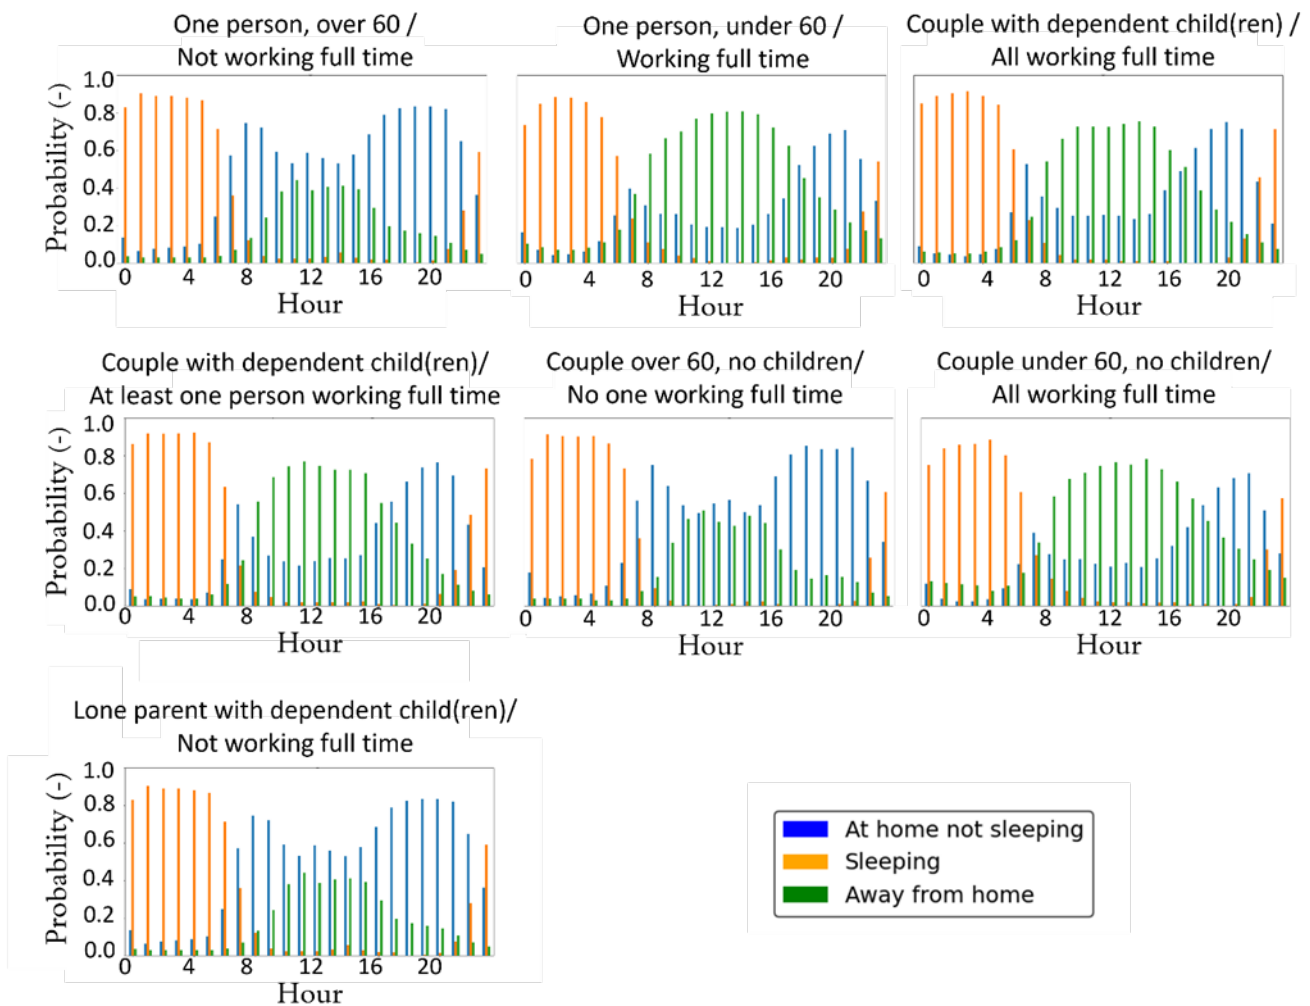 One person, over 60 /
Not working full time
One person, under 60 /
Working full time
Couple with dependent child(ren) /
All working full time
Probability (-)
1.0
0.8
0.6
0.4
0.2
0.0
0 4 8 12 16 20
Hour
0 4 8 12 16 20
Hour
0 4 8 12 16 20
Hour
Couple with dependent child(ren)/
At least one person working full time
Couple over 60, no children/
No one working full time
Couple under 60, no children/
All working full time
Probability (-)
1.0
0.8
0.6
0.4
0.2
0.0
0 4 8 12 16 20
Hour
0 4 8 12 16 20
Hour
0 4 8 12 16 20
Hour
Lone parent with dependent child(ren)/
Not working full time
Probability (-)
1.0
0.8
0.6
0.4
0.2
0.0
0 4 8 12 16 20
Hour
At home not sleeping
Sleeping
Away from home